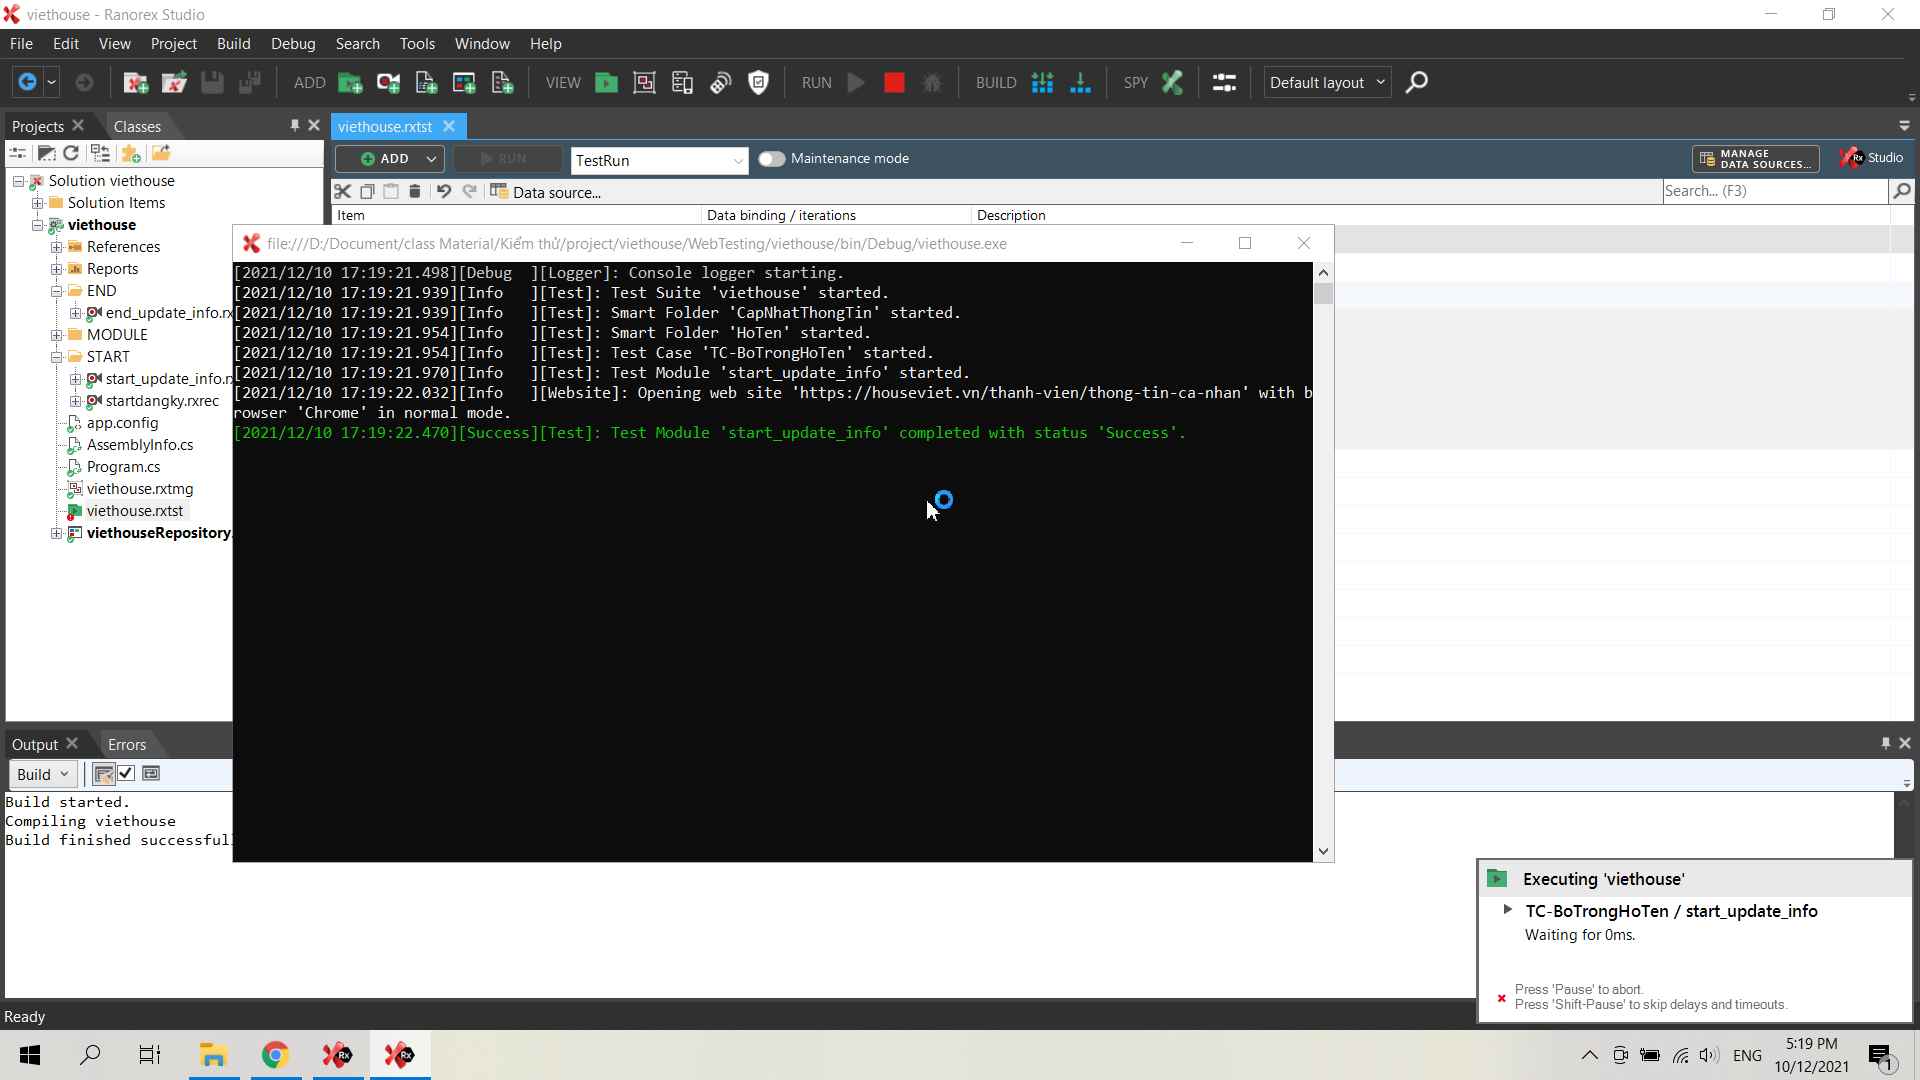 viethouse - Ranorex Studio
File Edit View Project Build Debug Search Tools Window Help
ADD VIEW RUN BUILD SPY Default layout
Projects Classes
viethouse.rxtst
ADD RUN TestRun Maintenance mode MANAGE DATA SOURCES... Rx Studio
Data source... Search... (F3)
Item Data binding / iterations Description
Solution viethouse
Solution Items
viethouse
References
Reports
END
end_update_info.rx
MODULE
START
start_update_info.r
startdangky.rxrec
app.config
AssemblyInfo.cs
Program.cs
viethouse.rxtmg
viethouse.rxtst
viethouseRepository.
file:///D:/Document/class Material/Kiểm thử/project/viethouse/WebTesting/viethouse/bin/Debug/viethouse.exe
[2021/12/10 17:19:21.498][Debug  ][Logger]: Console logger starting.
[2021/12/10 17:19:21.939][Info   ][Test]: Test Suite 'viethouse' started.
[2021/12/10 17:19:21.939][Info   ][Test]: Smart Folder 'CapNhatThongTin' started.
[2021/12/10 17:19:21.954][Info   ][Test]: Smart Folder 'HoTen' started.
[2021/12/10 17:19:21.954][Info   ][Test]: Test Case 'TC-BoTrongHoTen' started.
[2021/12/10 17:19:21.970][Info   ][Test]: Test Module 'start_update_info' started.
[2021/12/10 17:19:22.032][Info   ][Website]: Opening web site 'https://houseviet.vn/thanh-vien/thong-tin-ca-nhan' with b
rowser 'Chrome' in normal mode.
[2021/12/10 17:19:22.470][Success][Test]: Test Module 'start_update_info' completed with status 'Success'.
Output Errors
Build
Build started.
Compiling viethouse
Build finished successful
Executing 'viethouse'
TC-BoTrongHoTen / start_update_info
Waiting for 0ms.
Press 'Pause' to abort.
Press 'Shift-Pause' to skip delays and timeouts.
Ready
Rx Rx ENG 5:19 PM
10/12/2021 1